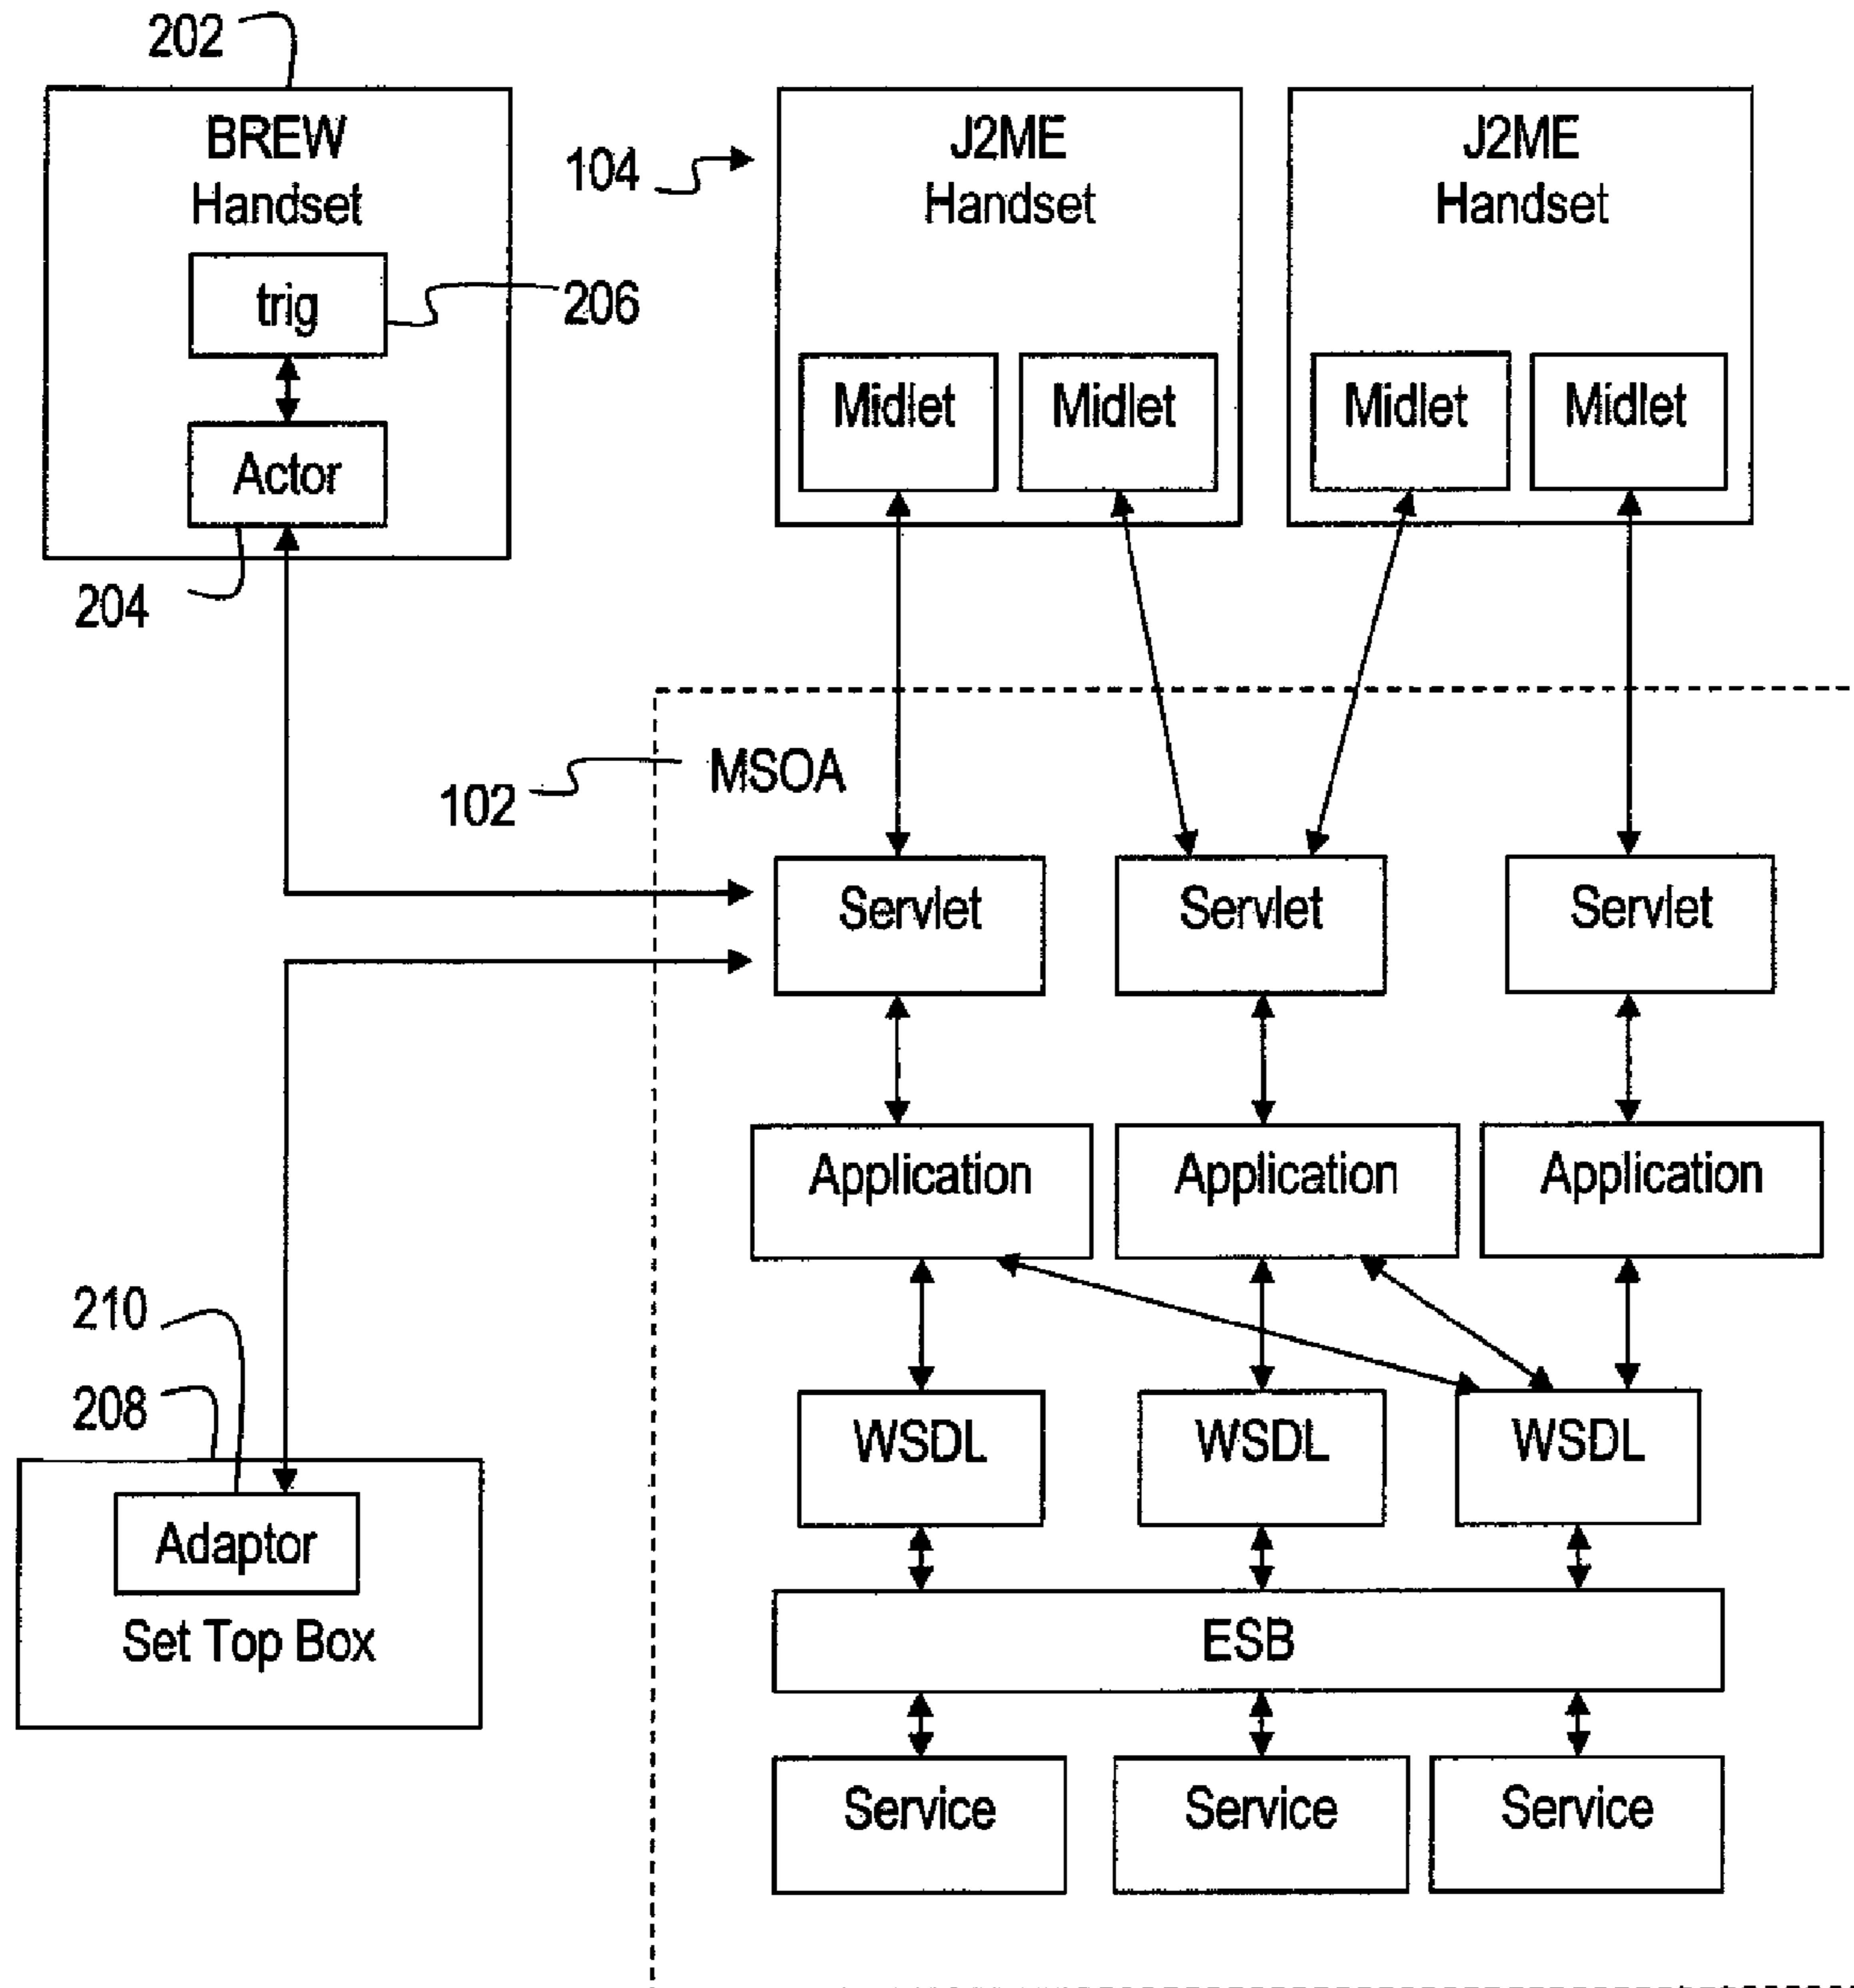 202
BREW
Handset
trig
206
Actor
204
104
J2ME
Handset
Midlet
Midlet
J2ME
Handset
Midlet
Midlet
102
MSOA
Servlet
Servlet
Servlet
Application
Application
Application
210
208
Adaptor
Set Top Box
WSDL
WSDL
WSDL
ESB
Service
Service
Service